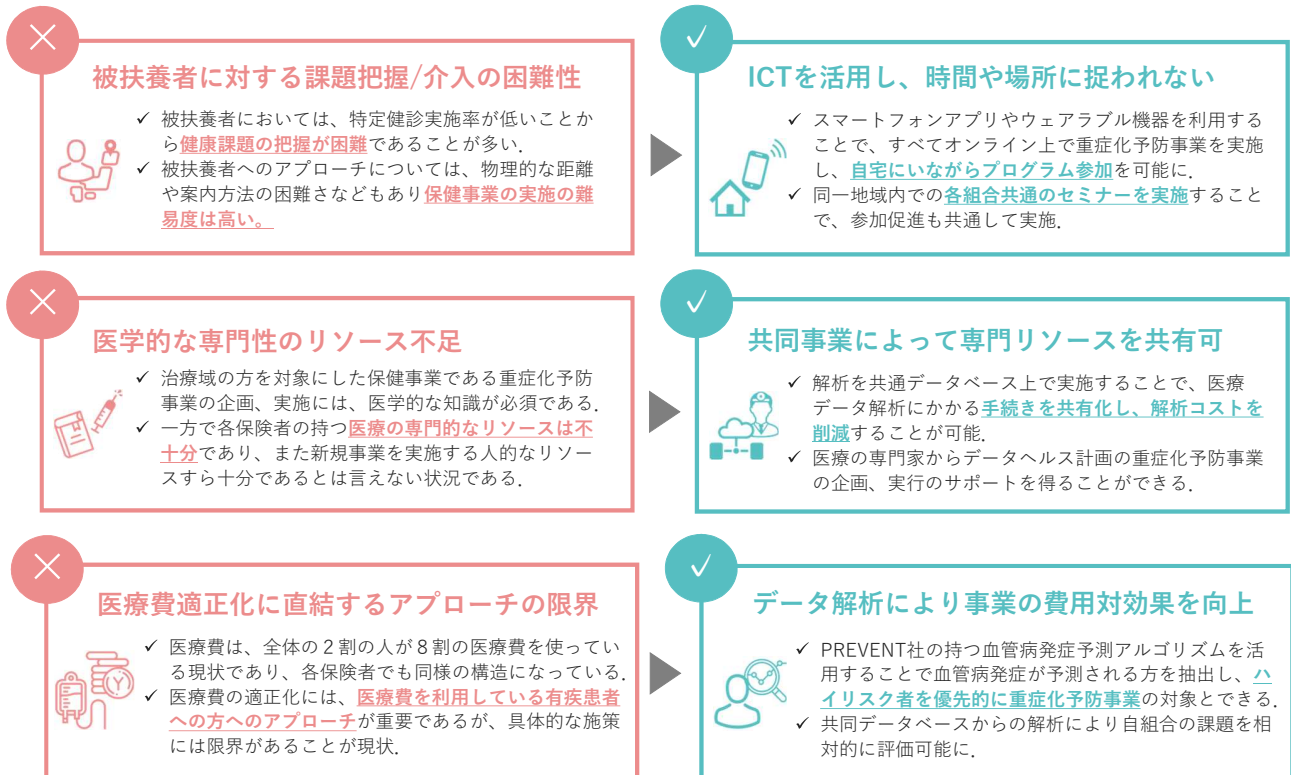 被扶養者に対する課題把握/介入の困難性
✓ 被扶養者においては、特定健診実施率が低いことか
ら健康課題の把握が困難であることが多い.
✓ 被扶養者へのアプローチについては、物理的な距離
や案内方法の困難さなどもあり保健事業の実施の難
易度は高い。
ICTを活用し、時間や場所に捉われない
✓ スマートフォンアプリやウェアラブル機器を利用する
ことで、すべてオンライン上で重症化予防事業を実施
し、自宅にいながらプログラム参加を可能に.
✓ 同一地域内での各組合共通のセミナーを実施すること
で、参加促進も共通して実施.
医学的な専門性のリソース不足
✓ 治療域の方を対象にした保健事業である重症化予防
事業の企画、実施には、医学的な知識が必須である.
✓ 一方で各保険者の持つ医療の専門的なリソースは不
十分であり、また新規事業を実施する人的なリソー
スすら十分であるとは言えない状況である.
共同事業によって専門リソースを共有可
✓ 解析を共通データベース上で実施することで、医療
データ解析にかかる手続きを共有化し、解析コストを
削減することが可能.
✓ 医療の専門家からデータヘルス計画の重症化予防事業
の企画、実行のサポートを得ることができる.
医療費適正化に直結するアプローチの限界
✓ 医療費は、全体の2割の人が8割の医療費を使ってい
る現状であり、各保険者でも同様の構造になっている.
✓ 医療費の適正化には、医療費を利用している有疾患者
への方へのアプローチが重要であるが、具体的な施策
には限界があることが現状.
データ解析により事業の費用対効果を向上
✓ PREVENT社の持つ血管病発症予測アルゴリズムを活
用することで血管病発症が予測される方を抽出し、ハ
イリスク者を優先的に重症化予防事業の対象とできる.
✓ 共同データベースからの解析により自組合の課題を相
対的に評価可能に.